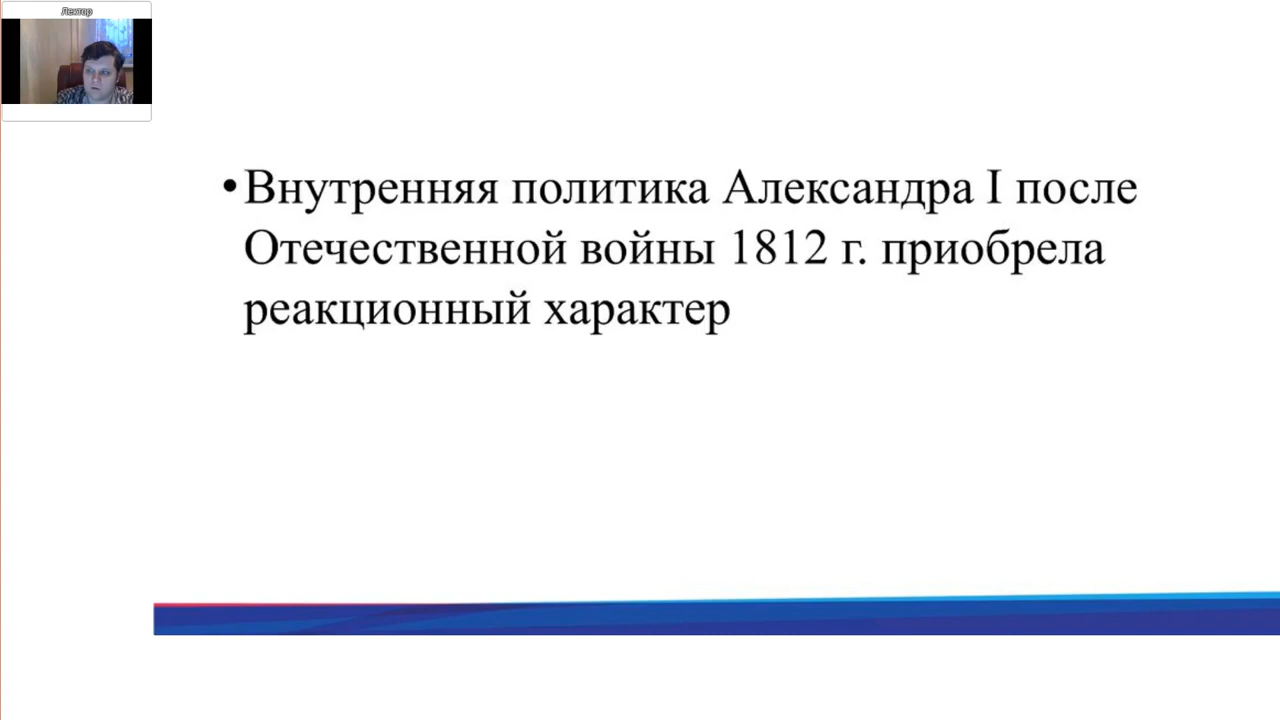 Лектор
•Внутренняя политика Александра I после
Отечественной войны 1812 г. приобрела
реакционный характер